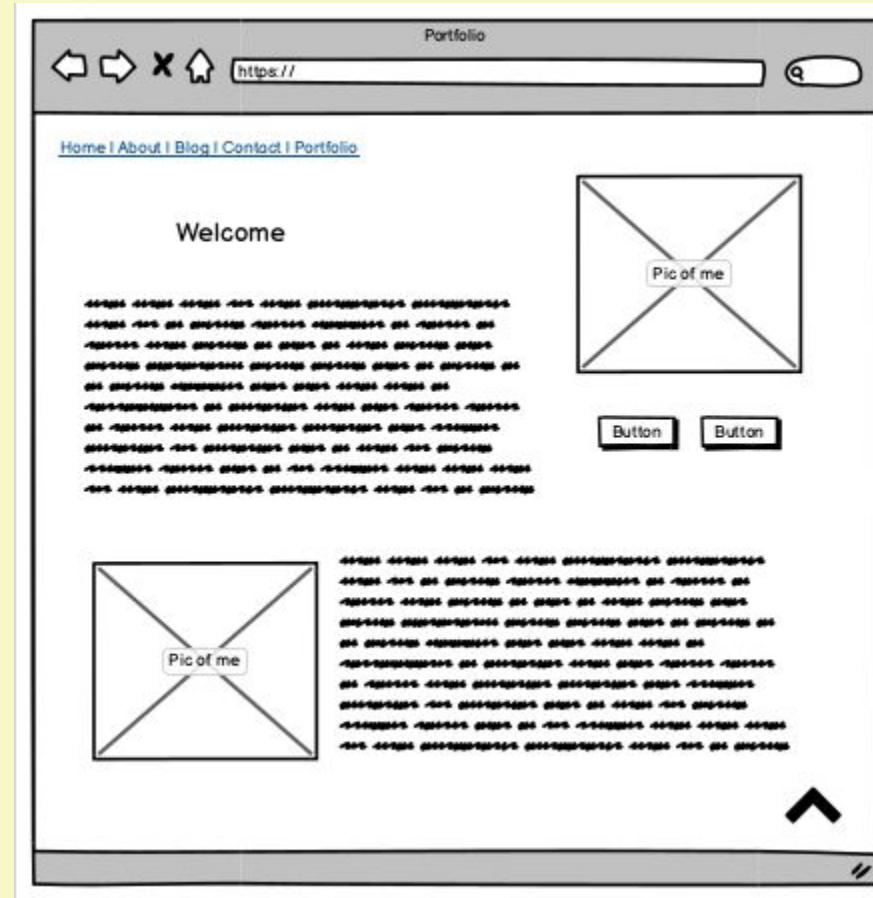 Portfolio
https://
Home | About | Blog | Contact | Portfolio
Welcome
Pic of me
Button Button
Pic of me